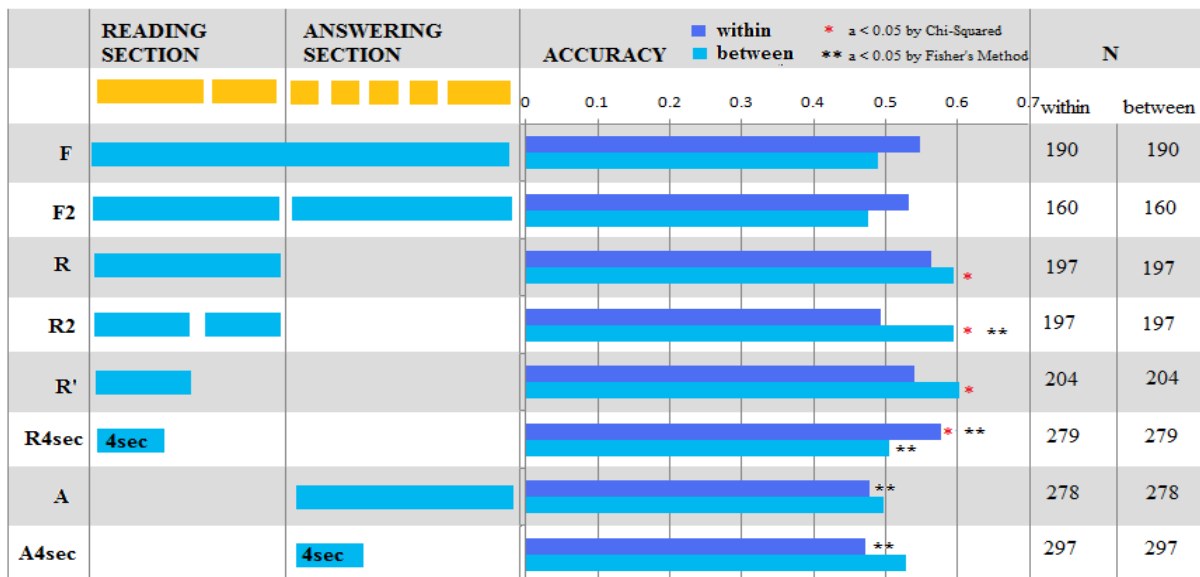 READING SECTION ANSWERING SECTION ACCURACY within * a < 0.05 by Chi-Squared N
between ** a < 0.05 by Fisher's Method
0 0.1 0.2 0.3 0.4 0.5 0.6 0.7 within between
F 190 190
F2 160 160
R * 197 197
R2 * ** 197 197
R' * 204 204
R4sec 4sec * ** ** 279 279
A ** 278 278
A4sec 4sec ** 297 297